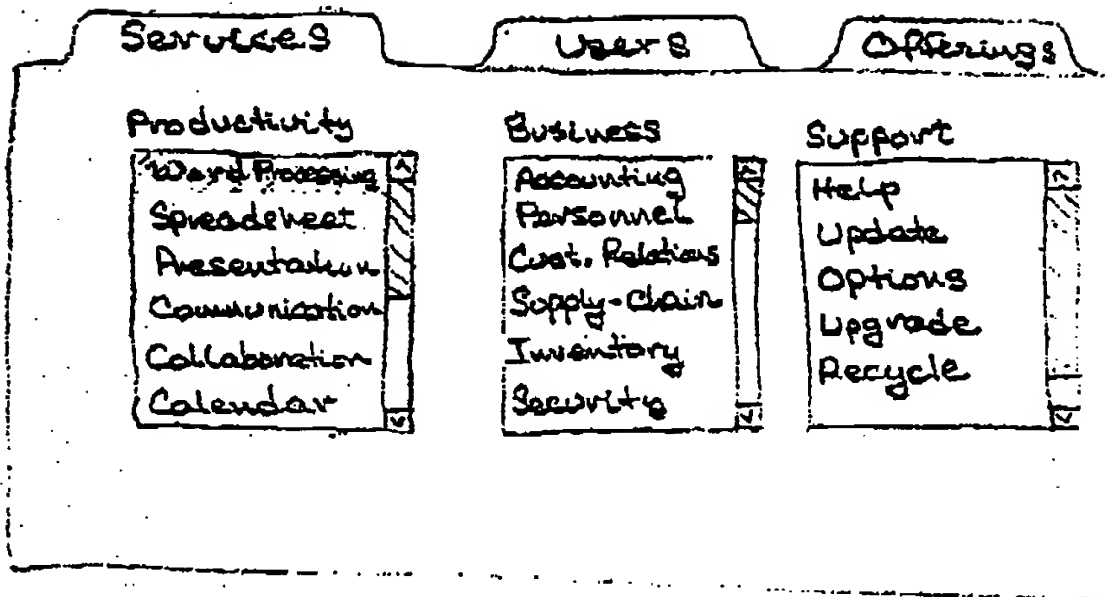 Services
Users
Offerings
Productivity
Word Processing
Spreadsheet
Presentation
Communication
Collaboration
Calendar
Business
Accounting
Personnel
Cust. Relations
Supply-Chain
Inventory
Security
Support
Help
Update
Options
Upgrade
Recycle